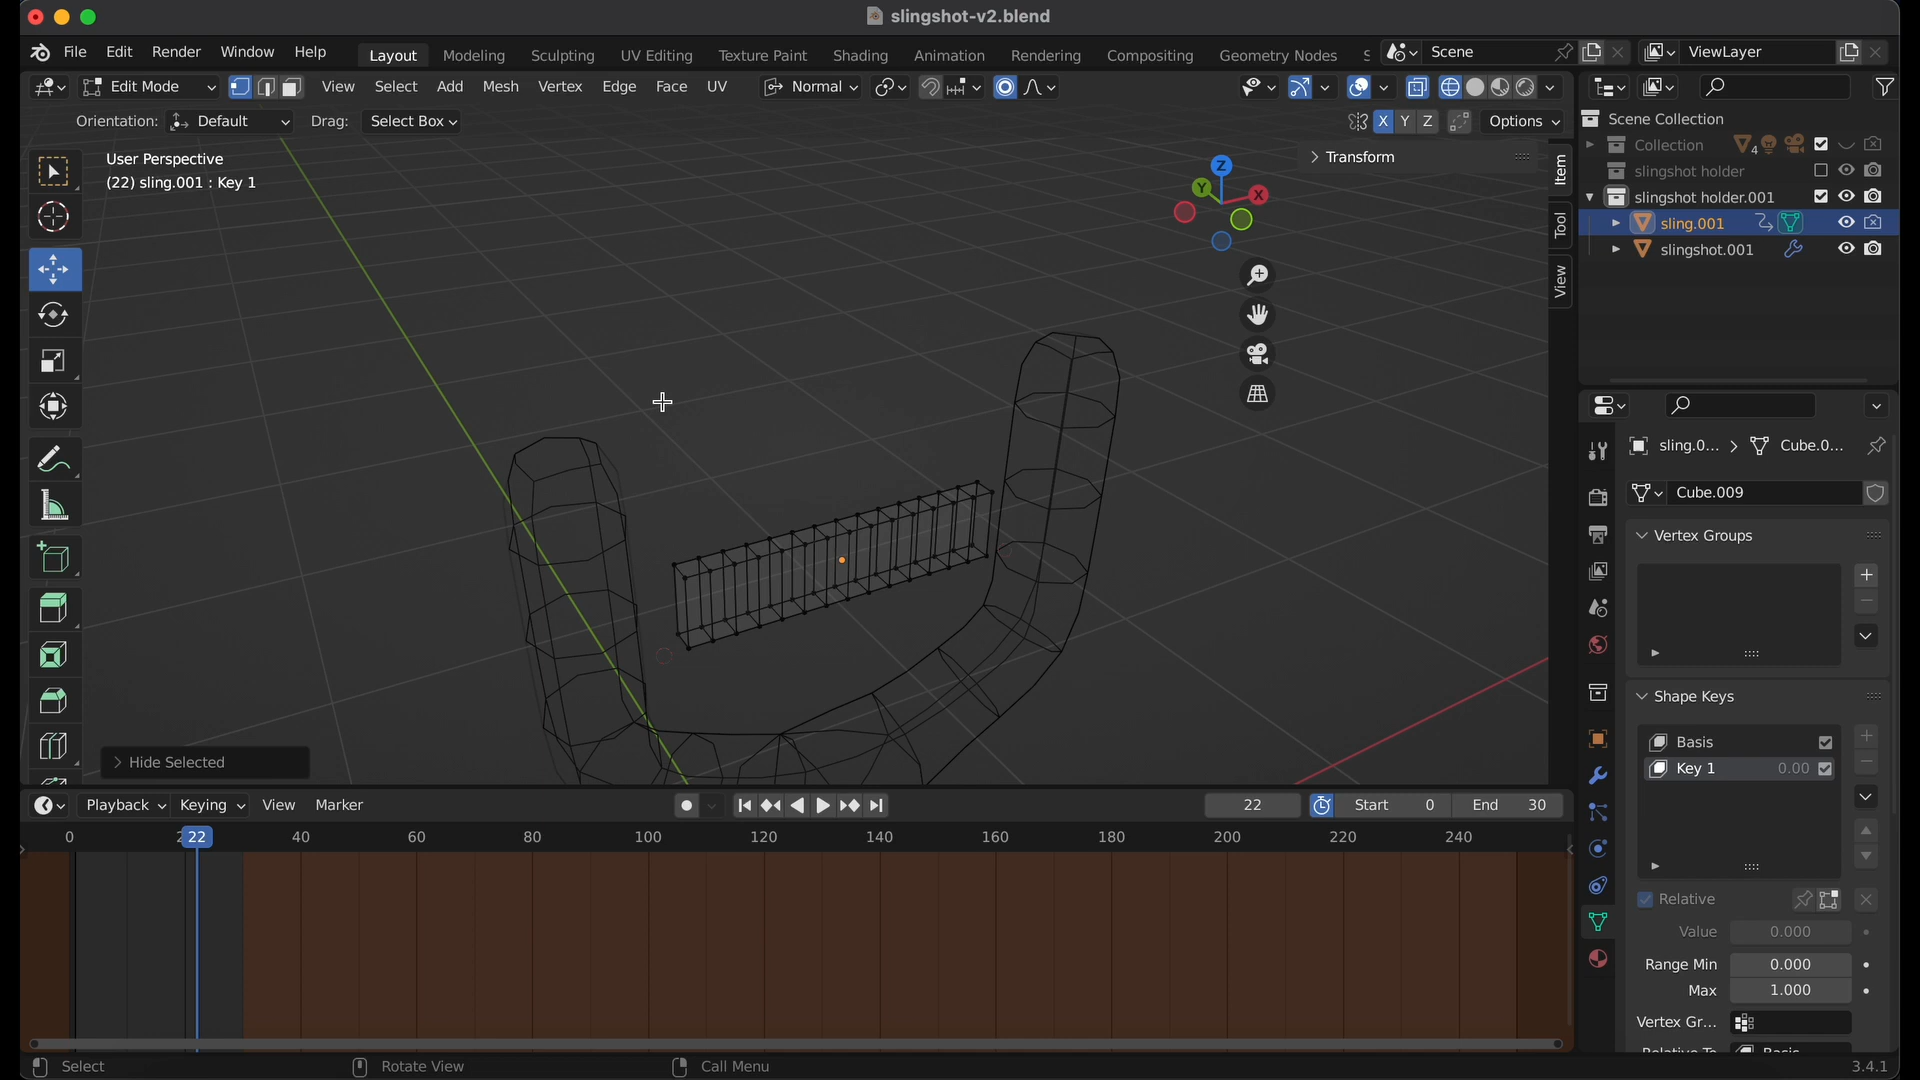 slingshot-v2.blend
File Edit Render Window Help Layout Modeling Sculpting UV Editing Texture Paint Shading Animation Rendering Compositing Geometry Nodes S Scene ViewLayer
Edit Mode View Select Add Mesh Vertex Edge Face UV Normal
Orientation: Default Drag: Select Box X Y Z Options
Scene Collection
Collection 4
slingshot holder
slingshot holder.001
sling.001
slingshot.001
User Perspective
(22) sling.001 : Key 1
Transform
Item
Tool
View
Z
Y
X
Hide Selected
sling.0... Cube.0...
Cube.009
Vertex Groups
Shape Keys
Basis
Key 1 0.00
Relative
Value 0.000
Range Min 0.000
Max 1.000
Vertex Gr...
Playback Keying View Marker 22 Start 0 End 30
0 22 40 60 80 100 120 140 160 180 200 220 240
Select Rotate View Call Menu 3.4.1